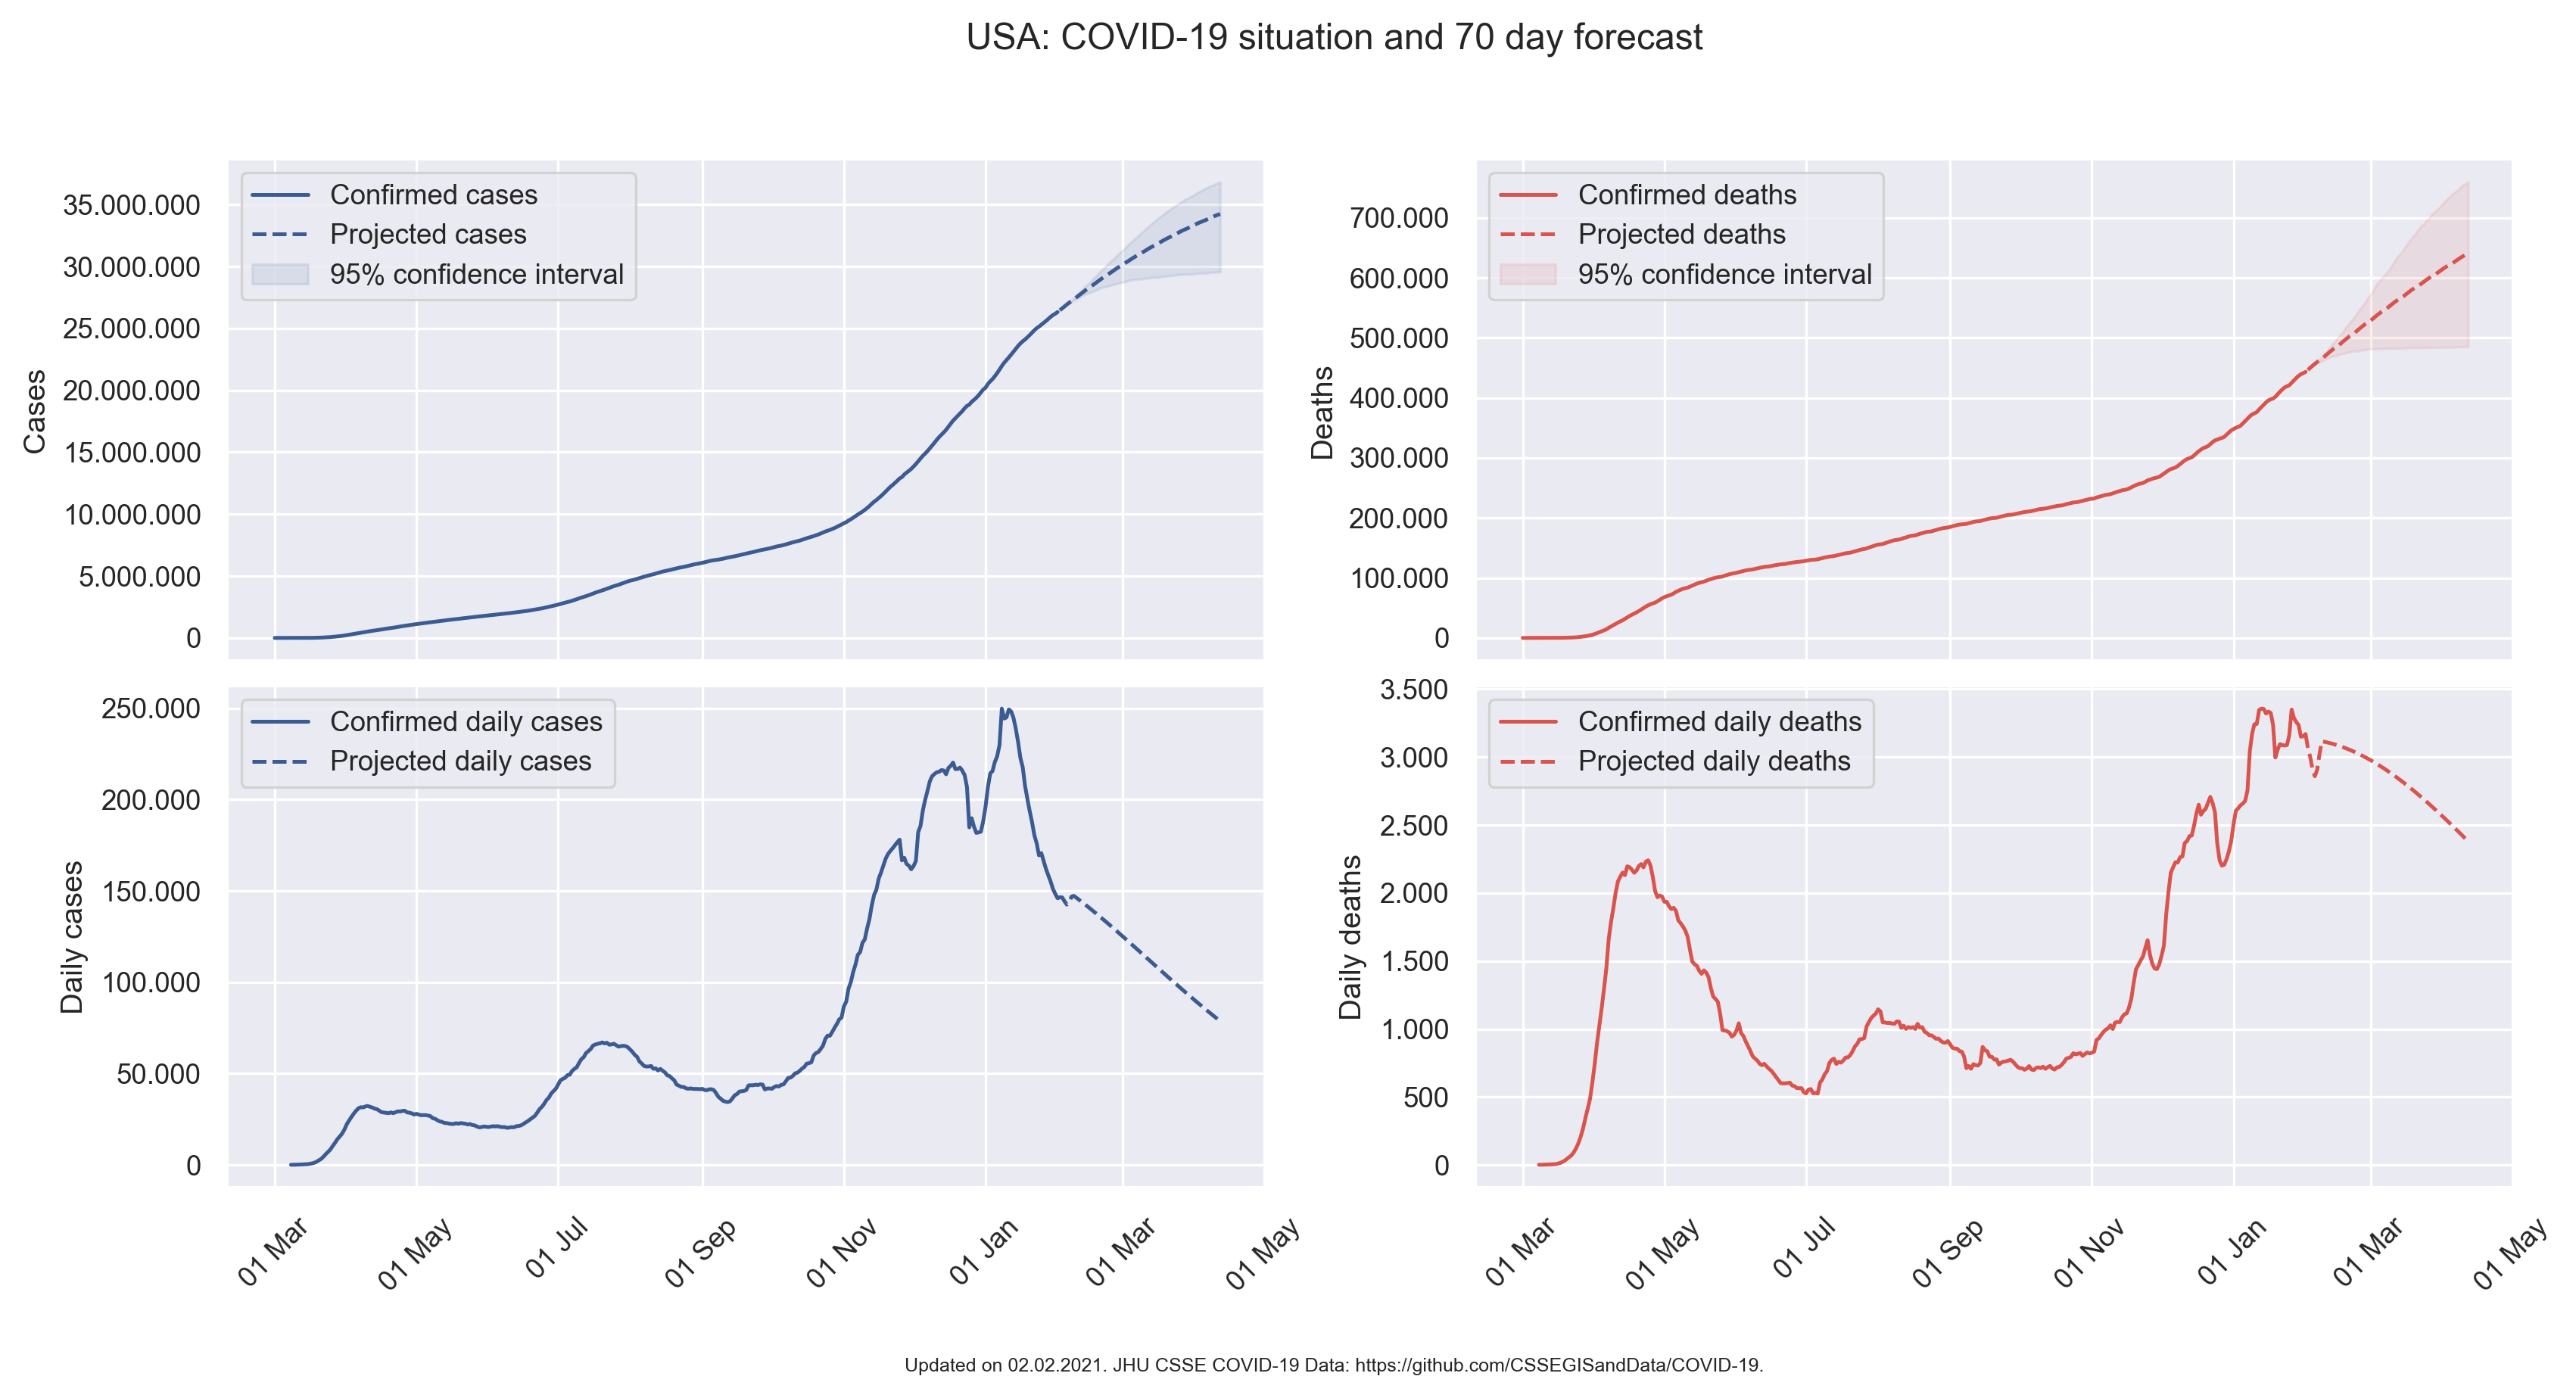 USA: COVID-19 situation and 70 day forecast
Confirmed cases
Projected cases
95% confidence interval
35.000.000
30.000.000
25.000.000
20.000.000
15.000.000
10.000.000
5.000.000
0
Cases
Confirmed deaths
Projected deaths
95% confidence interval
700.000
600.000
500.000
400.000
300.000
200.000
100.000
0
Deaths
Confirmed daily cases
Projected daily cases
250.000
200.000
150.000
100.000
50.000
0
Daily cases
01 Mar
01 May
01 Jul
01 Sep
01 Nov
01 Jan
01 Mar
01 May
Confirmed daily deaths
Projected daily deaths
3.500
3.000
2.500
2.000
1.500
1.000
500
0
Daily deaths
01 Mar
01 May
01 Jul
01 Sep
01 Nov
01 Jan
01 Mar
01 May
Updated on 02.02.2021. JHU CSSE COVID-19 Data: https://github.com/CSSEGISandData/COVID-19.